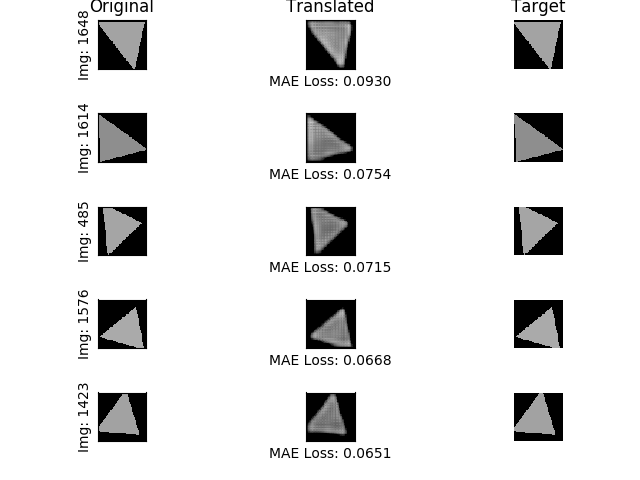 Original Translated Target
Img: 1648
MAE Loss: 0.0930
Img: 1614
MAE Loss: 0.0754
Img: 485
MAE Loss: 0.0715
Img: 1576
MAE Loss: 0.0668
Img: 1423
MAE Loss: 0.0651